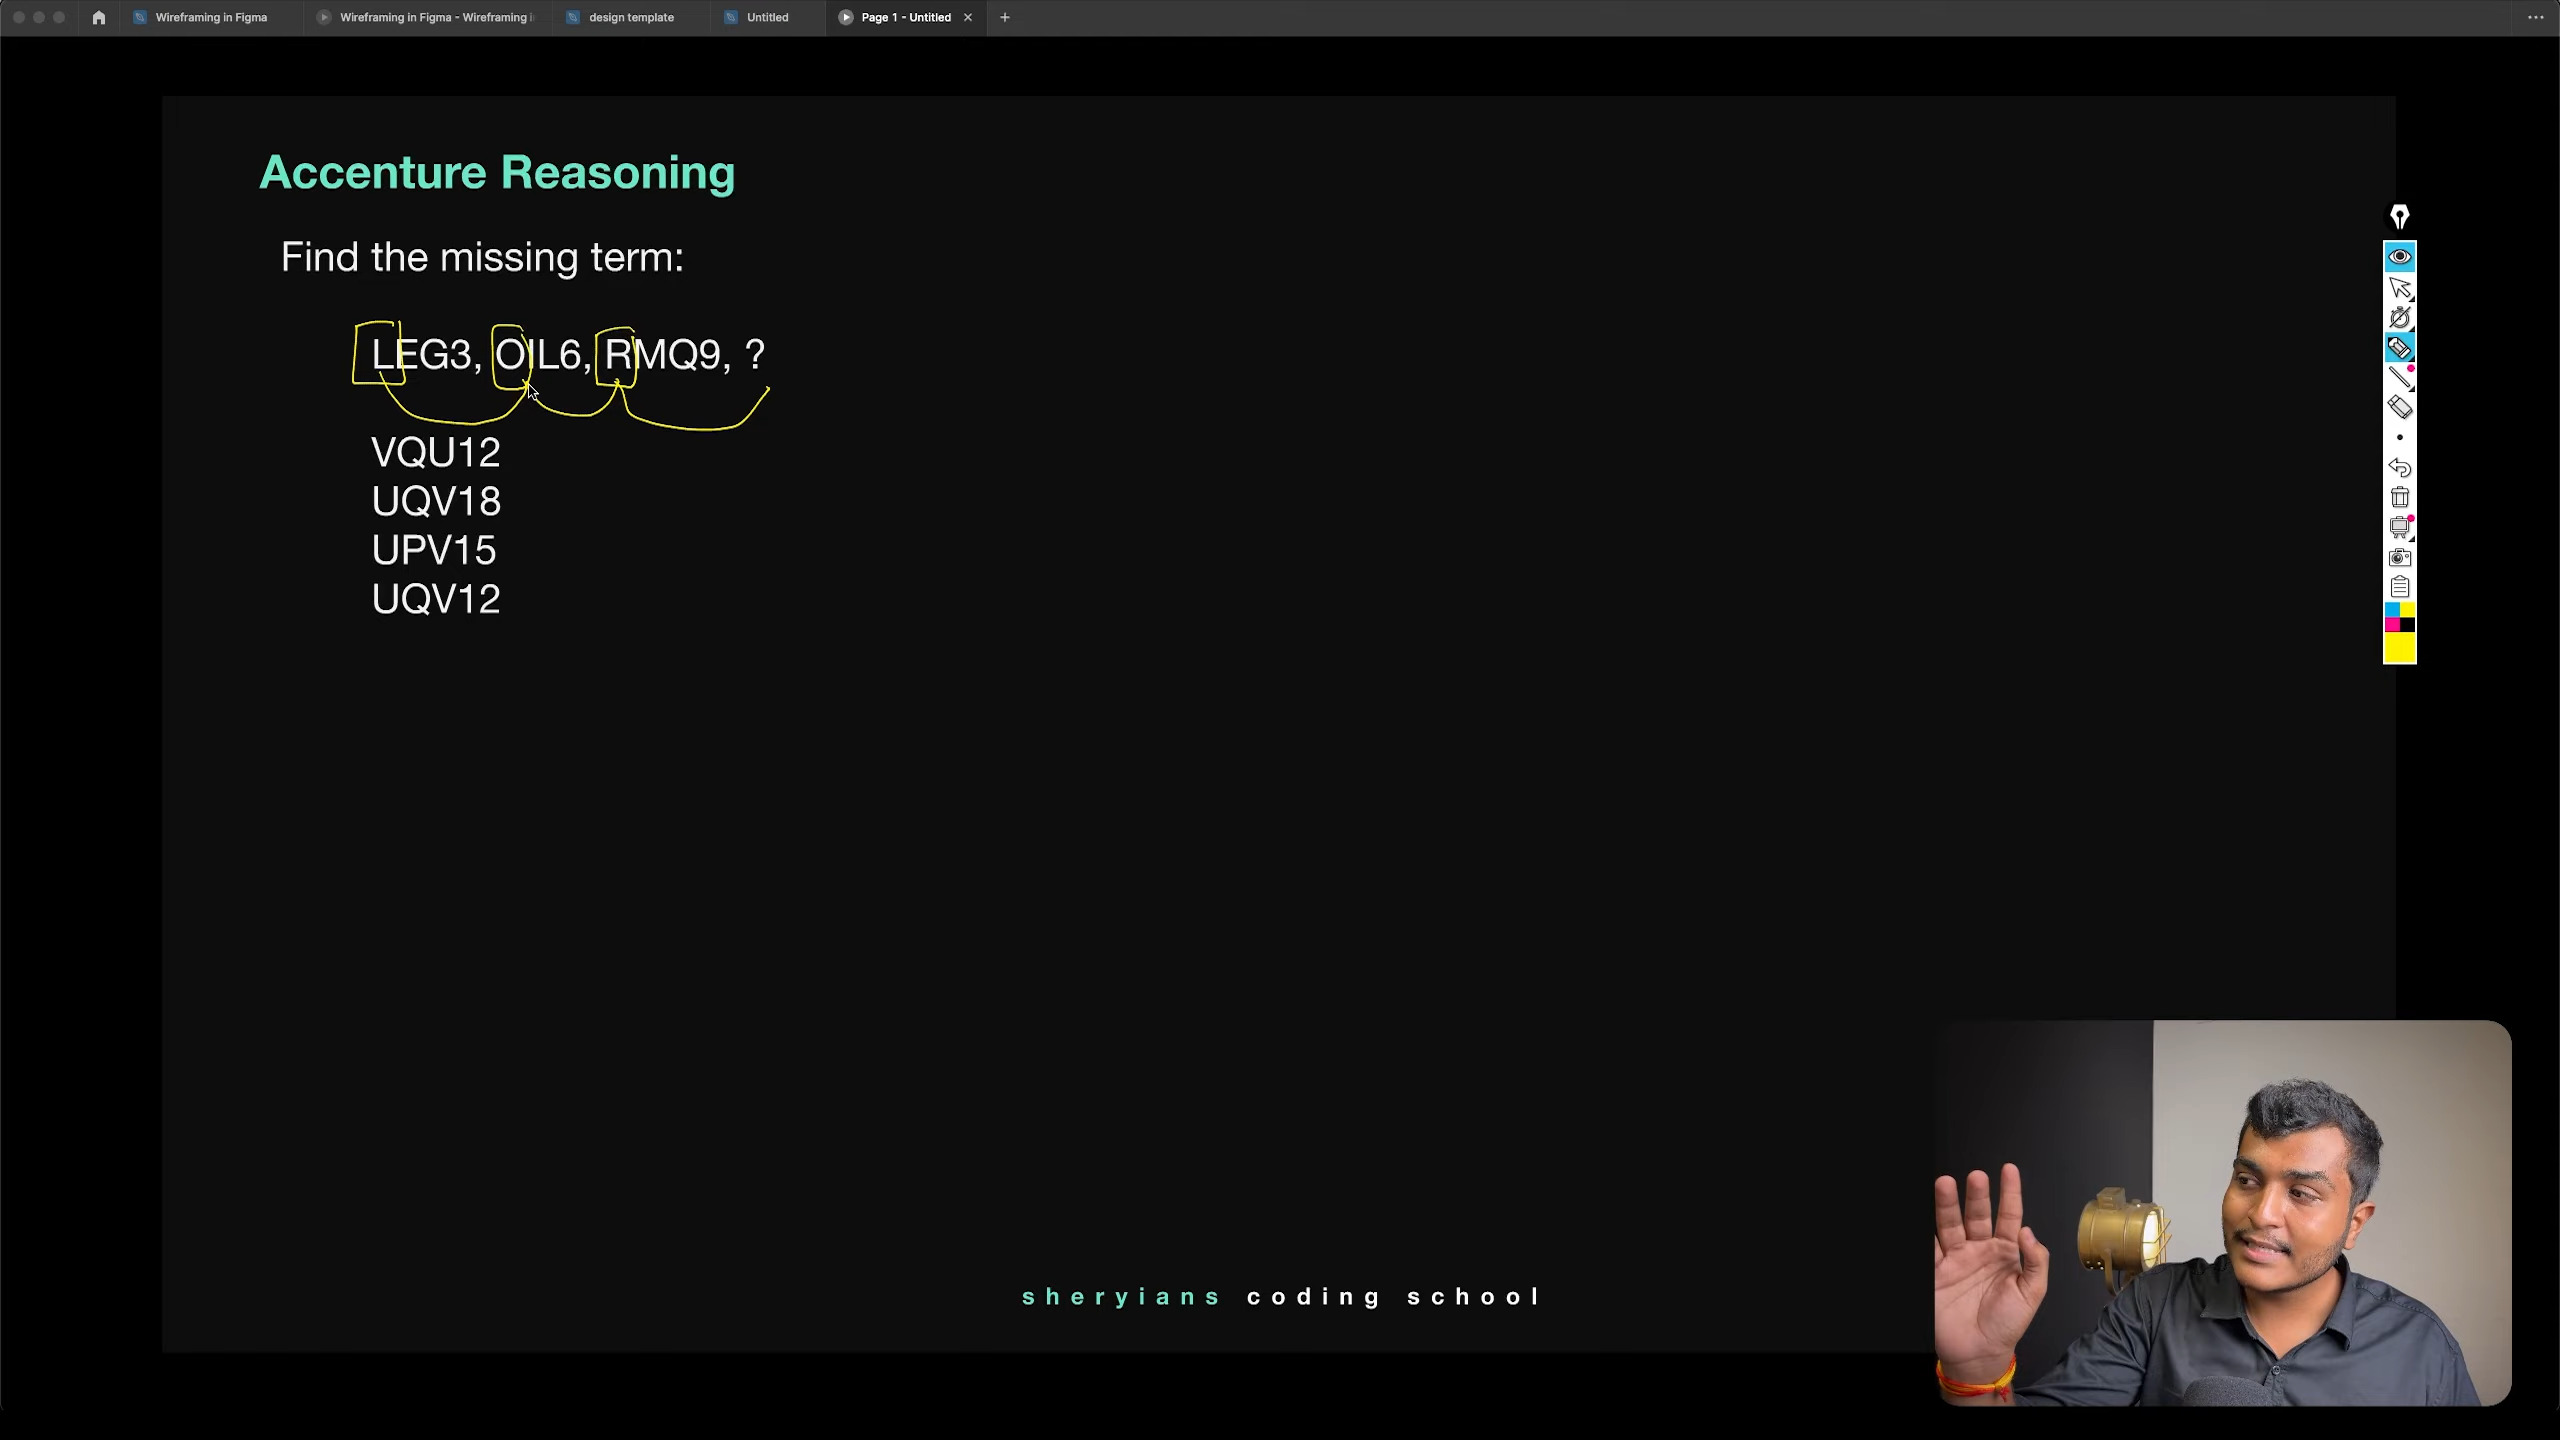 Wireframing in Figma
Wireframing in Figma - Wireframing i
design template
Untitled
Page 1 - Untitled
Accenture Reasoning
Find the missing term:
LEG3, OIL6, RMQ9, ?
VQU12
UQV18
UPV15
UQV12
sheryians coding school